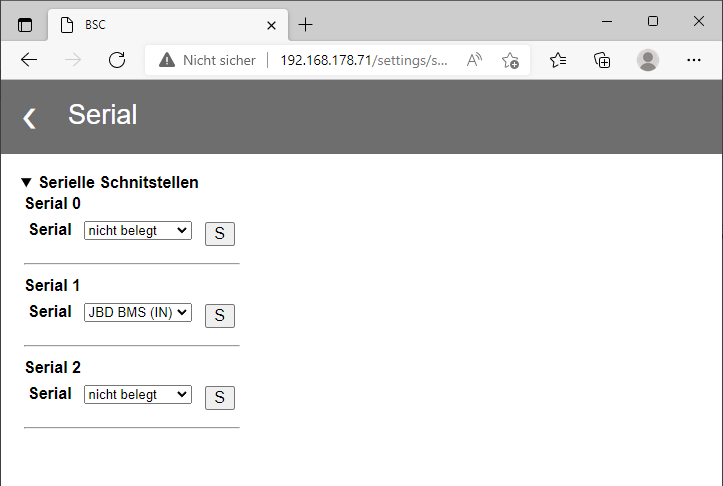 BSC
Nicht sicher 192.168.178.71/settings/s...
Serial
Serielle Schnitstellen
Serial 0
Serial nicht belegt S
Serial 1
Serial JBD BMS (IN) S
Serial 2
Serial nicht belegt S